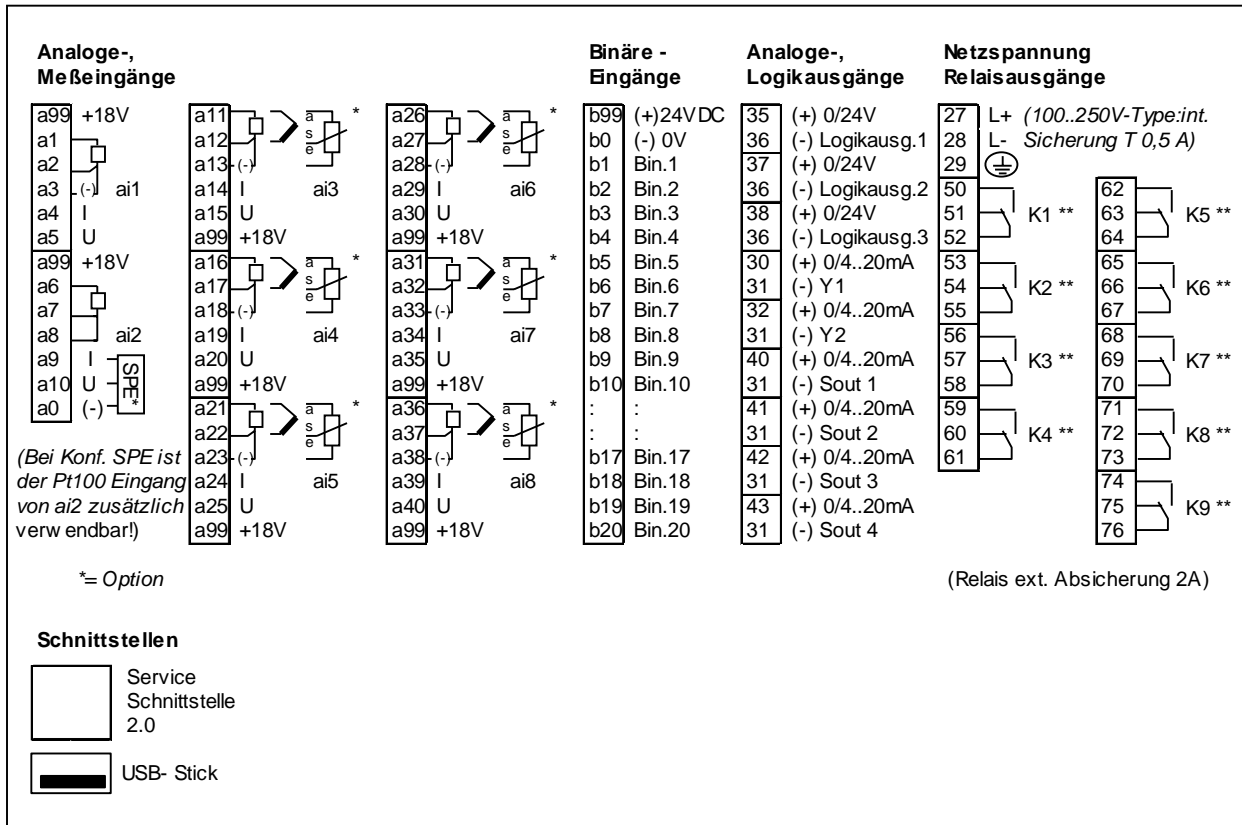 Analoge-,
Meßeingänge
a99 +18V
a1
a2
a3 (-) ai1
a4 I
a5 U
a99 +18V
a6
a7
a8 ai2
a9 I
a10 U
a0 (-)
SPE*
(Bei Konf. SPE ist
der Pt100 Eingang
von ai2 zusätzlich
verwendbar!)
*= Option
a11 a *
a12 s
a13 (-) e
a14 I ai3
a15 U
a99 +18V
a16 a *
a17 s
a18 (-) e
a19 I ai4
a20 U
a99 +18V
a21 a *
a22 s
a23 (-) e
a24 I ai5
a25 U
a99 +18V
a26 a *
a27 s
a28 (-) e
a29 I ai6
a30 U
a99 +18V
a31 a *
a32 s
a33 (-) e
a34 I ai7
a35 U
a99 +18V
a36 a *
a37 s
a38 (-) e
a39 I ai8
a40 U
a99 +18V
Binäre -
Eingänge
b99 (+)24VDC
b0 (-) 0V
b1 Bin.1
b2 Bin.2
b3 Bin.3
b4 Bin.4
b5 Bin.5
b6 Bin.6
b7 Bin.7
b8 Bin.8
b9 Bin.9
b10 Bin.10
: :
: :
b17 Bin.17
b18 Bin.18
b19 Bin.19
b20 Bin.20
Analoge-,
Logikausgänge
35 (+) 0/24V
36 (-) Logikausg.1
37 (+) 0/24V
36 (-) Logikausg.2
38 (+) 0/24V
36 (-) Logikausg.3
30 (+) 0/4..20mA
31 (-) Y1
32 (+) 0/4..20mA
31 (-) Y2
40 (+) 0/4..20mA
31 (-) Sout 1
41 (+) 0/4..20mA
31 (-) Sout 2
42 (+) 0/4..20mA
31 (-) Sout 3
43 (+) 0/4..20mA
31 (-) Sout 4
Netzspannung
Relaisausgänge
27 L+ (100..250V-Type:int.
28 L- Sicherung T 0,5 A)
29
50
51 K1 **
52
53
54 K2 **
55
56
57 K3 **
58
59
60 K4 **
61
62
63 K5 **
64
65
66 K6 **
67
68
69 K7 **
70
71
72 K8 **
73
74
75 K9 **
76
(Relais ext. Absicherung 2A)
Schnittstellen
Service
Schnittstelle
2.0
USB- Stick